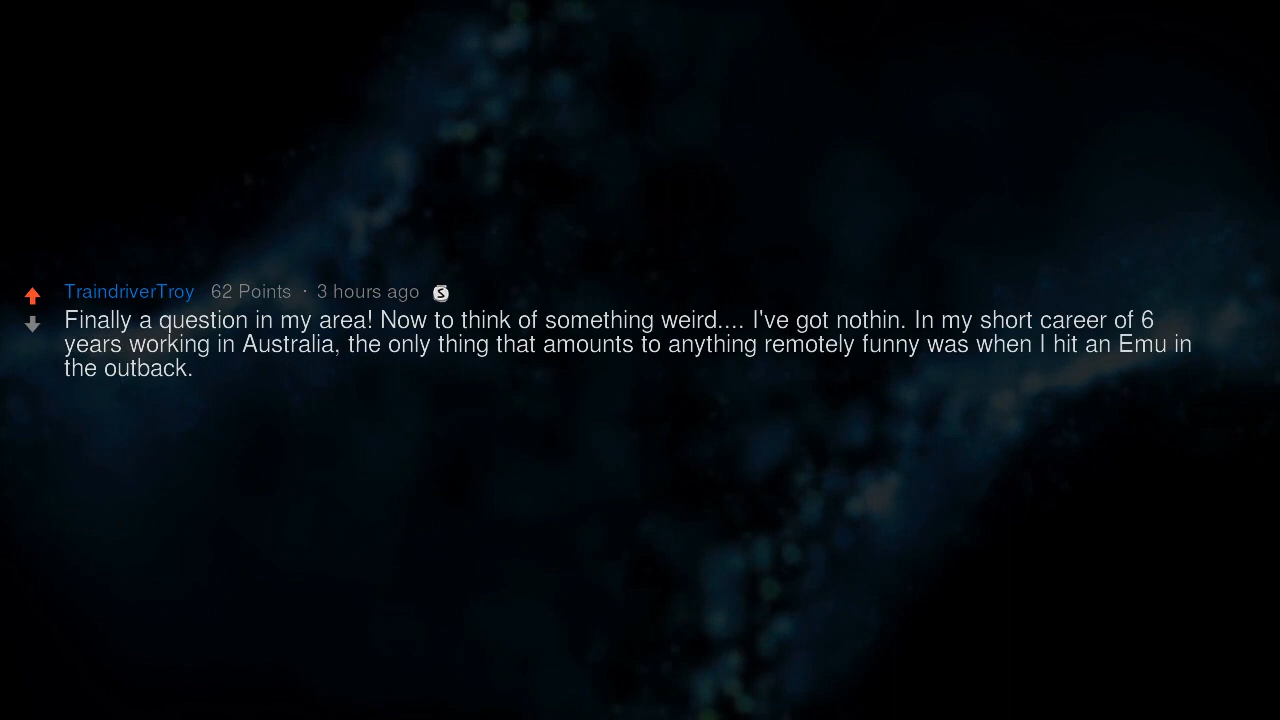 TraindriverTroy 62 Points · 3 hours ago
Finally a question in my area! Now to think of something weird.... I've got nothin. In my short career of 6
years working in Australia, the only thing that amounts to anything remotely funny was when I hit an Emu in
the outback.